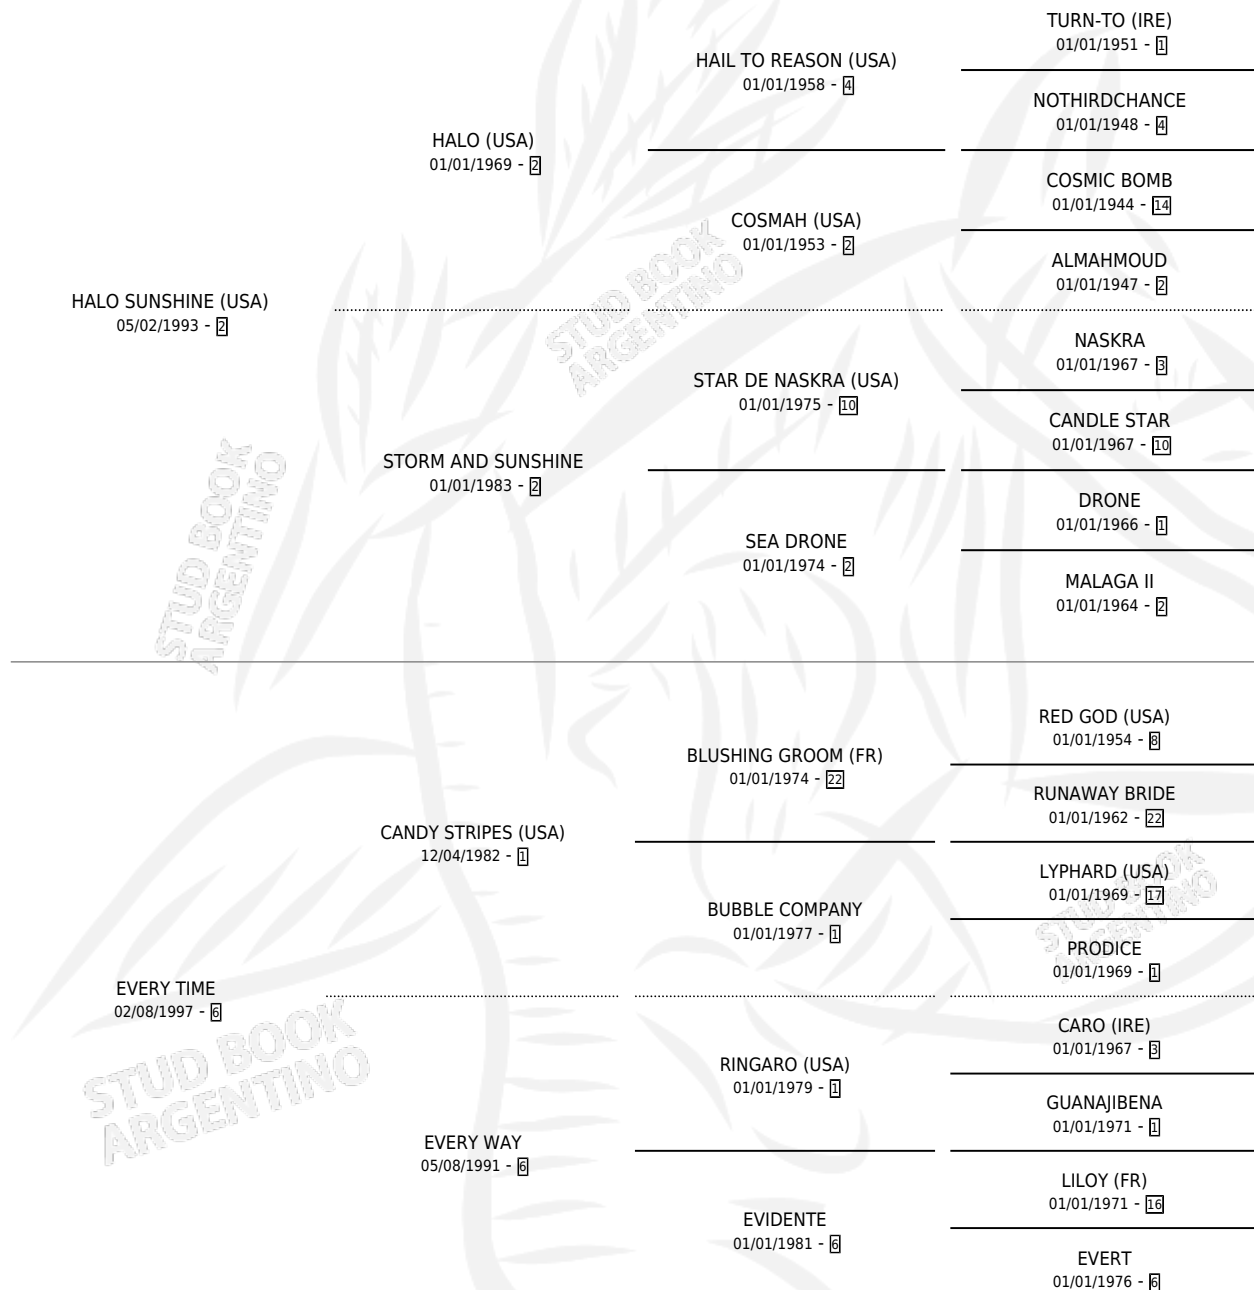 TURN-TO (IRE)
01/01/1951 - 1
HAIL TO REASON (USA)
01/01/1958 - 4
NOTHIRDCHANCE
01/01/1948 - 4
HALO (USA)
01/01/1969 - 2
COSMIC BOMB
01/01/1944 - 14
COSMAH (USA)
01/01/1953 - 2
ALMAHMOUD
01/01/1947 - 2
HALO SUNSHINE (USA)
05/02/1993 - 2
NASKRA
01/01/1967 - 3
STAR DE NASKRA (USA)
01/01/1975 - 10
CANDLE STAR
01/01/1967 - 10
STORM AND SUNSHINE
01/01/1983 - 2
DRONE
01/01/1966 - 1
SEA DRONE
01/01/1974 - 2
MALAGA II
01/01/1964 - 2
RED GOD (USA)
01/01/1954 - 8
BLUSHING GROOM (FR)
01/01/1974 - 22
RUNAWAY BRIDE
01/01/1962 - 22
CANDY STRIPES (USA)
12/04/1982 - 1
LYPHARD (USA)
01/01/1969 - 17
BUBBLE COMPANY
01/01/1977 - 1
PRODICE
01/01/1969 - 1
EVERY TIME
02/08/1997 - 6
CARO (IRE)
01/01/1967 - 3
RINGARO (USA)
01/01/1979 - 1
GUANAJIBENA
01/01/1971 - 1
EVERY WAY
05/08/1991 - 6
LILOY (FR)
01/01/1971 - 16
EVIDENTE
01/01/1981 - 6
EVERT
01/01/1976 - 6
STUD BOOK
ARGENTINO
STUD BOOK
ARGENTINO
STUD BOOK
ARGENTINO
STUD BOOK
ARGENTINO